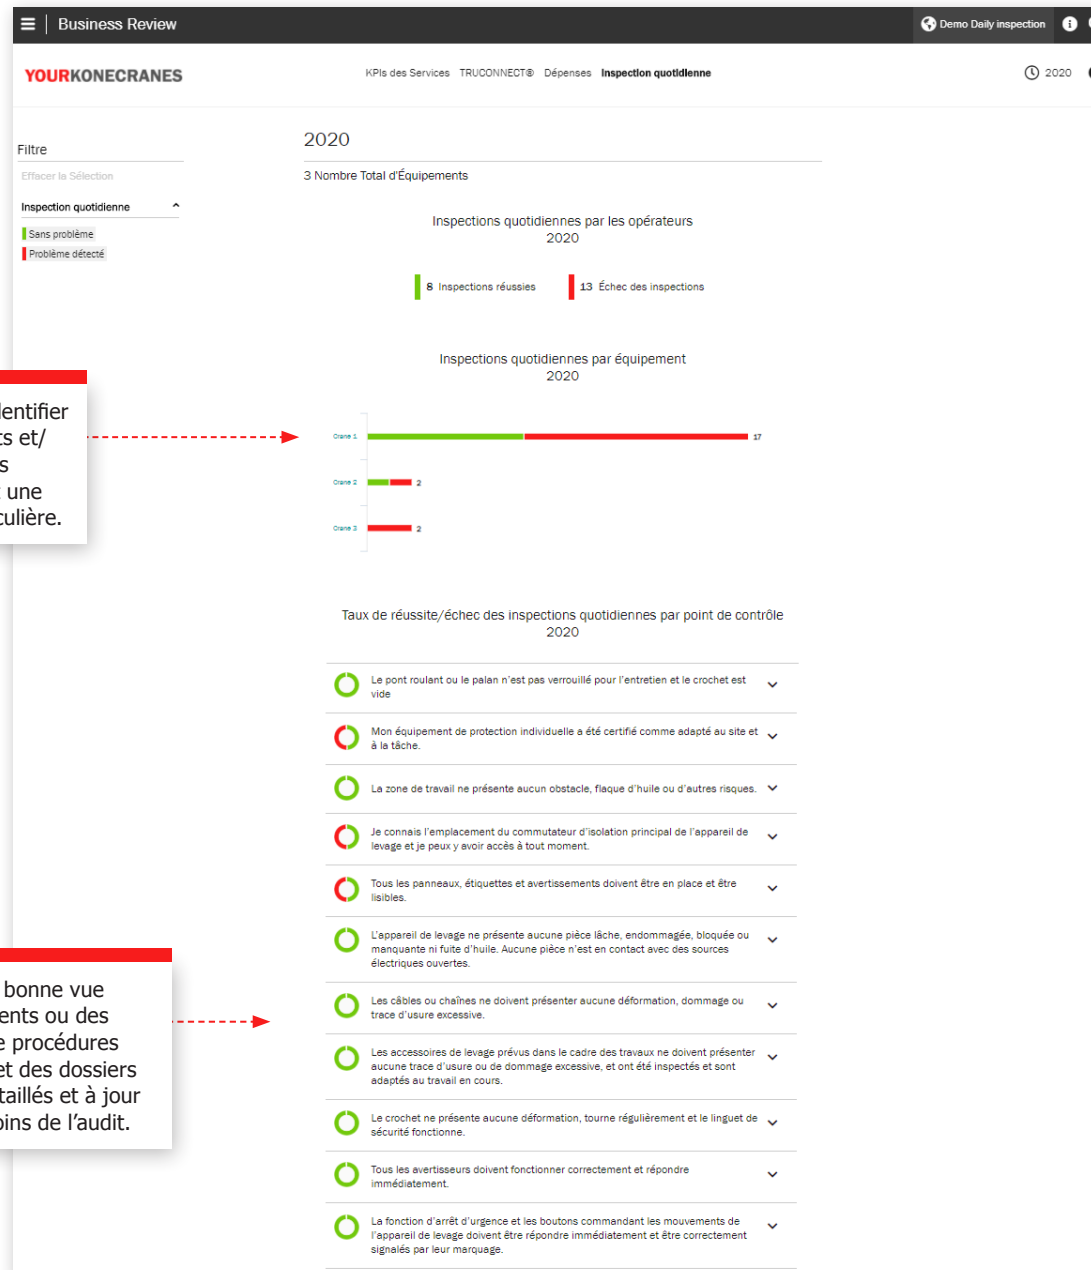 Business Review
Demo Daily inspection
YOURKONECRANES
KPIs des Services TRUCONNECT® Dépenses Inspection quotidienne
2020
Filtre
Effacer la Sélection
Inspection quotidienne
Sans problème
Problème détecté
2020
3 Nombre Total d'Équipements
Inspections quotidiennes par les opérateurs
2020
8 Inspections réussies
13 Échec des inspections
Inspections quotidiennes par équipement
2020
Crane 1
17
Crane 2
2
Crane 3
2
ts et/
s
une
culière.
Taux de réussite/échec des inspections quotidiennes par point de contrôle
2020
Le pont roulant ou le palan n'est pas verrouillé pour l'entretien et le crochet est
vide
Mon équipement de protection individuelle a été certifié comme adapté au site et
à la tâche.
La zone de travail ne présente aucun obstacle, flaque d'huile ou d'autres risques.
Je connais l'emplacement du commutateur d'isolation principal de l'appareil de
levage et je peux y avoir accès à tout moment.
Tous les panneaux, étiquettes et avertissements doivent être en place et être
lisibles.
L'appareil de levage ne présente aucune pièce lâche, endommagée, bloquée ou
manquante ni fuite d'huile. Aucune pièce n'est en contact avec des sources
électriques ouvertes.
Les câbles ou chaînes ne doivent présenter aucune déformation, dommage ou
trace d'usure excessive.
Les accessoires de levage prévus dans le cadre des travaux ne doivent présenter
aucune trace d'usure ou de dommage excessive, et ont été inspectés et sont
adaptés au travail en cours.
Le crochet ne présente aucune déformation, tourne régulièrement et le linguet de
sécurité fonctionne.
Tous les avertisseurs doivent fonctionner correctement et répondre
immédiatement.
La fonction d'arrêt d'urgence et les boutons commandant les mouvements de
l'appareil de levage doivent être répondre immédiatement et être correctement
signalés par leur marquage.
bonne vue
ents ou des
e procédures
et des dossiers
taillés et à jour
oins de l'audit.